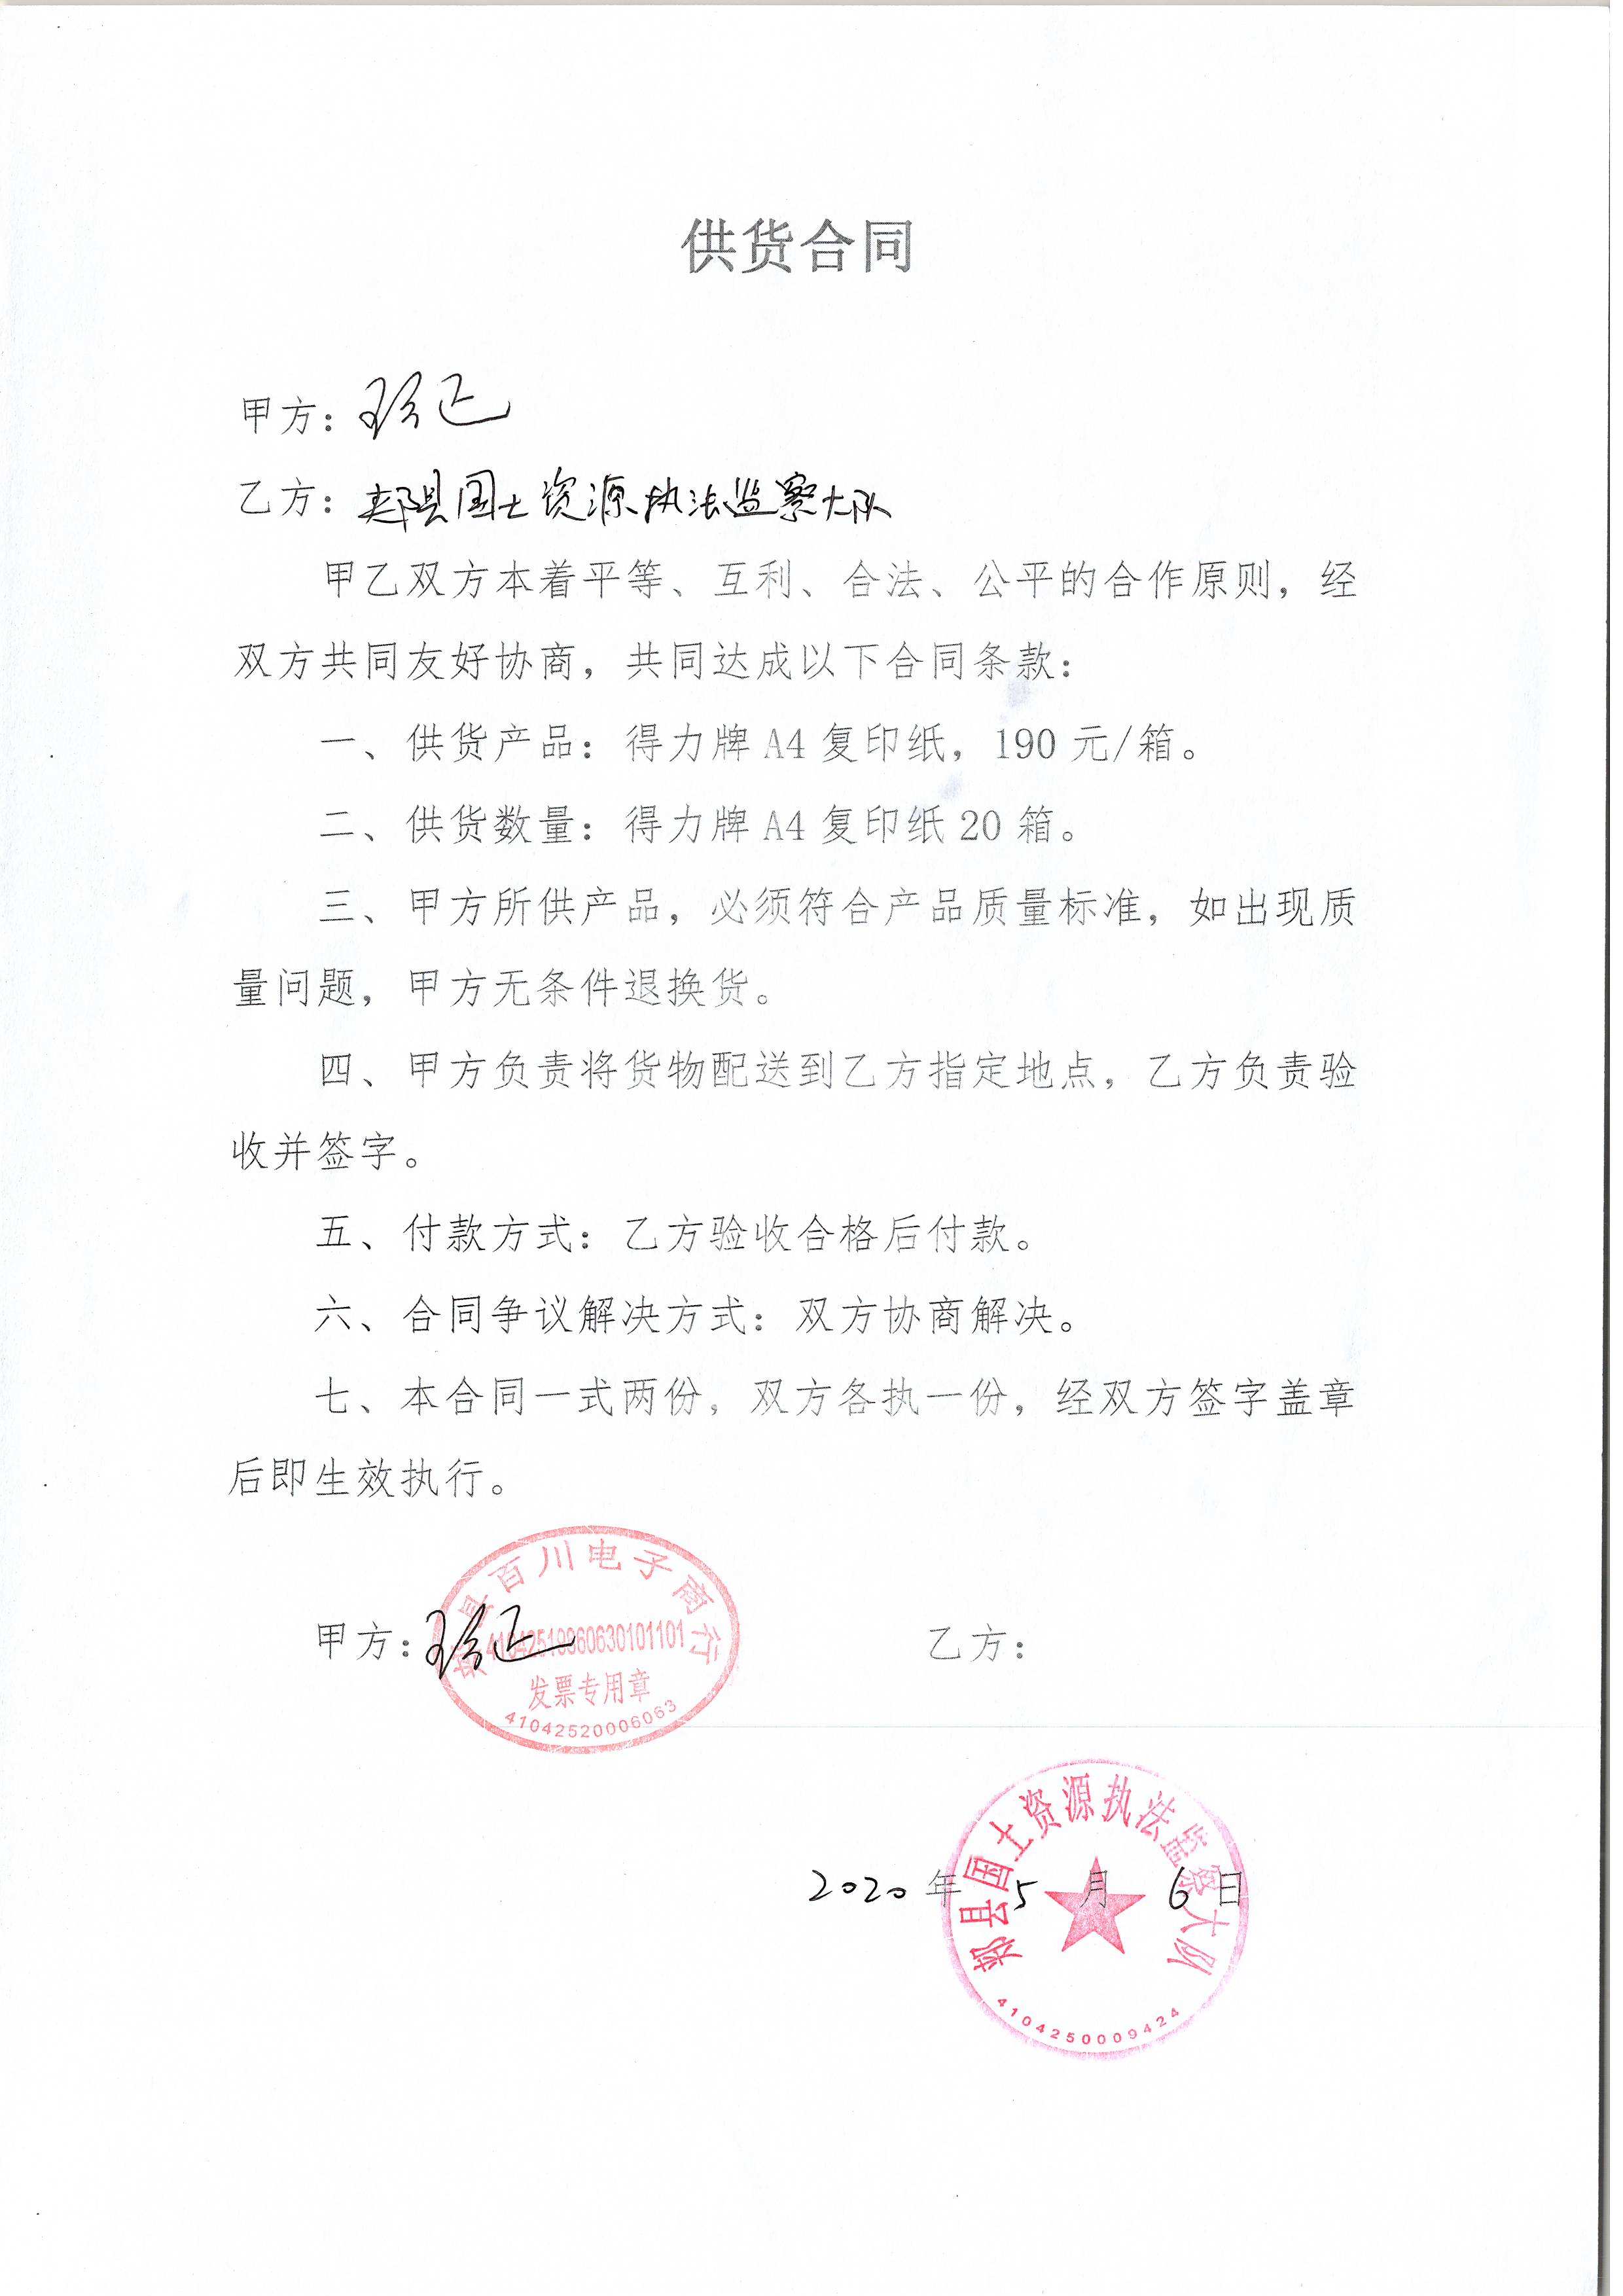 供货合同
甲方：
乙方：郏县国土资源执法监察大队
甲乙双方本着平等、互利、合法、公平的合作原则，经
双方共同友好协商，共同达成以下合同条款：
一、供货产品：得力牌 A4 复印纸，190 元/箱。
二、供货数量：得力牌 A4 复印纸 20 箱。
三、甲方所供产品，必须符合产品质量标准，如出现质
量问题，甲方无条件退换货。
四、甲方负责将货物配送到乙方指定地点，乙方负责验
收并签字。
五、付款方式：乙方验收合格后付款。
六、合同争议解决方式：双方协商解决。
七、本合同一式两份，双方各执一份，经双方签字盖章
后即生效执行。
郏县百川电子商行
发票专用章
41042520006063
甲方：
乙方：
郏县国土资源执法监察大队
2020 年 5 月 6 日
4104250009424